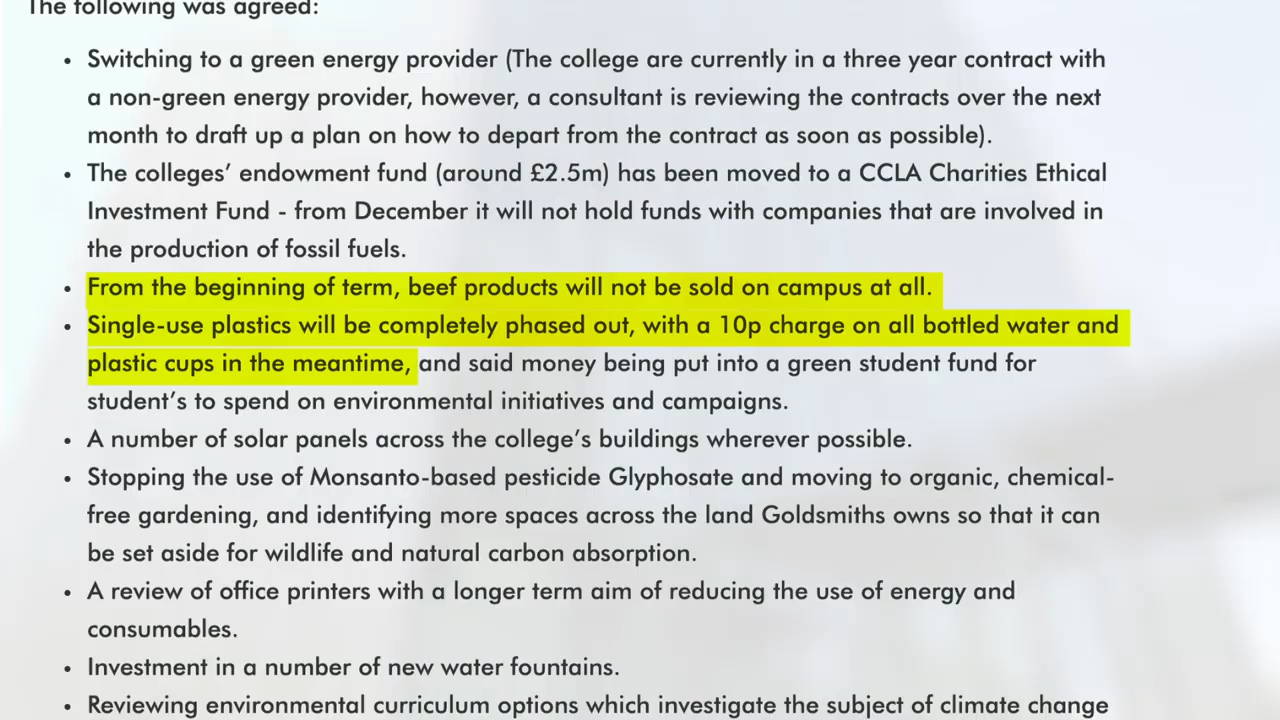 The following was agreed:
• Switching to a green energy provider (The college are currently in a three year contract with
a non-green energy provider, however, a consultant is reviewing the contracts over the next
month to draft up a plan on how to depart from the contract as soon as possible).
• The colleges’ endowment fund (around £2.5m) has been moved to a CCLA Charities Ethical
Investment Fund - from December it will not hold funds with companies that are involved in
the production of fossil fuels.
• From the beginning of term, beef products will not be sold on campus at all.
• Single-use plastics will be completely phased out, with a 10p charge on all bottled water and
plastic cups in the meantime, and said money being put into a green student fund for
student’s to spend on environmental initiatives and campaigns.
• A number of solar panels across the college’s buildings wherever possible.
• Stopping the use of Monsanto-based pesticide Glyphosate and moving to organic, chemical-
free gardening, and identifying more spaces across the land Goldsmiths owns so that it can
be set aside for wildlife and natural carbon absorption.
• A review of office printers with a longer term aim of reducing the use of energy and
consumables.
• Investment in a number of new water fountains.
• Reviewing environmental curriculum options which investigate the subject of climate change